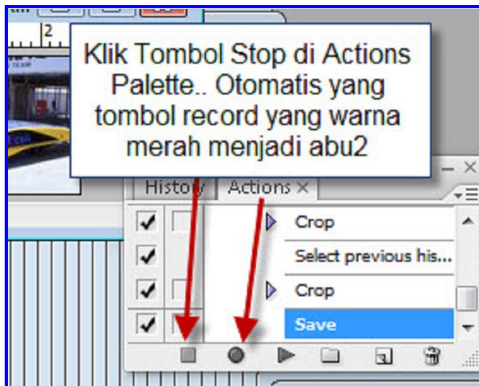 2
Klik Tombol Stop di Actions
Palette.. Otomatis yang
tombol record yang warna
merah menjadi abu2
History Actions ×
Crop
Select previous his...
Crop
Save